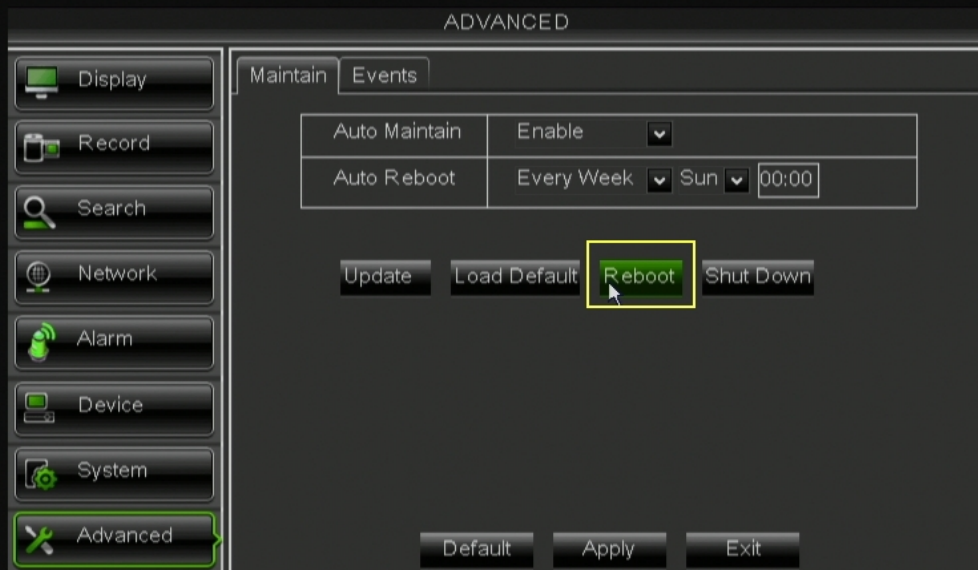 ADVANCED
Display
Record
Search
Network
Alarm
Device
System
Advanced
Maintain Events
Auto Maintain Enable
Auto Reboot Every Week Sun 00:00
Update Load Default Reboot Shut Down
Default Apply Exit